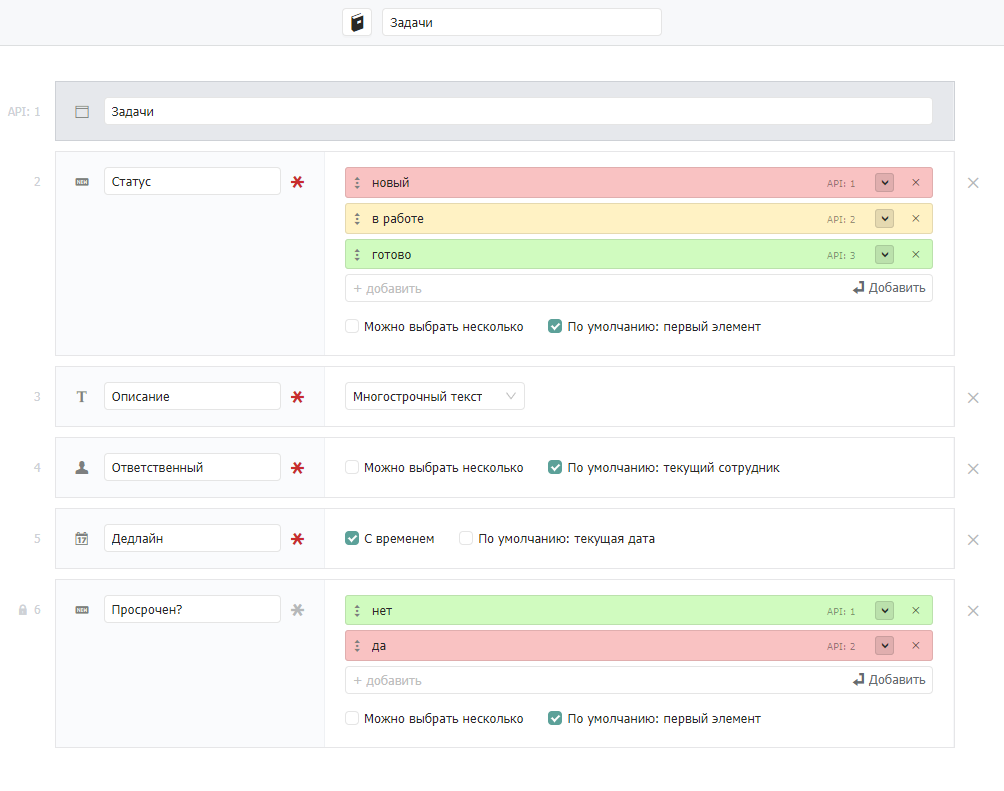 Задачи
API: 1 Задачи
2 NEW Статус
новый API: 1
в работе API: 2
готово API: 3
+ добавить Добавить
Можно выбрать несколько По умолчанию: первый элемент
3 T Описание Многострочный текст
4 Ответственный Можно выбрать несколько По умолчанию: текущий сотрудник
5 17 Дедлайн С временем По умолчанию: текущая дата
6 NEW Просрочен?
нет API: 1
да API: 2
+ добавить Добавить
Можно выбрать несколько По умолчанию: первый элемент